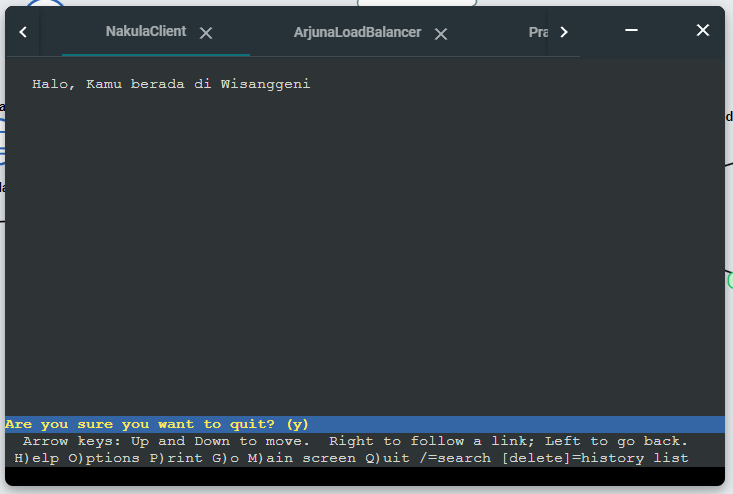 NakulaClient
ArjunaLoadBalancer
Pra
Halo, Kamu berada di Wisanggeni
Are you sure you want to quit? (y)
Arrow keys: Up and Down to move.  Right to follow a link; Left to go back.
H)elp O)ptions P)rint G)o M)ain screen Q)uit /=search [delete]=history list